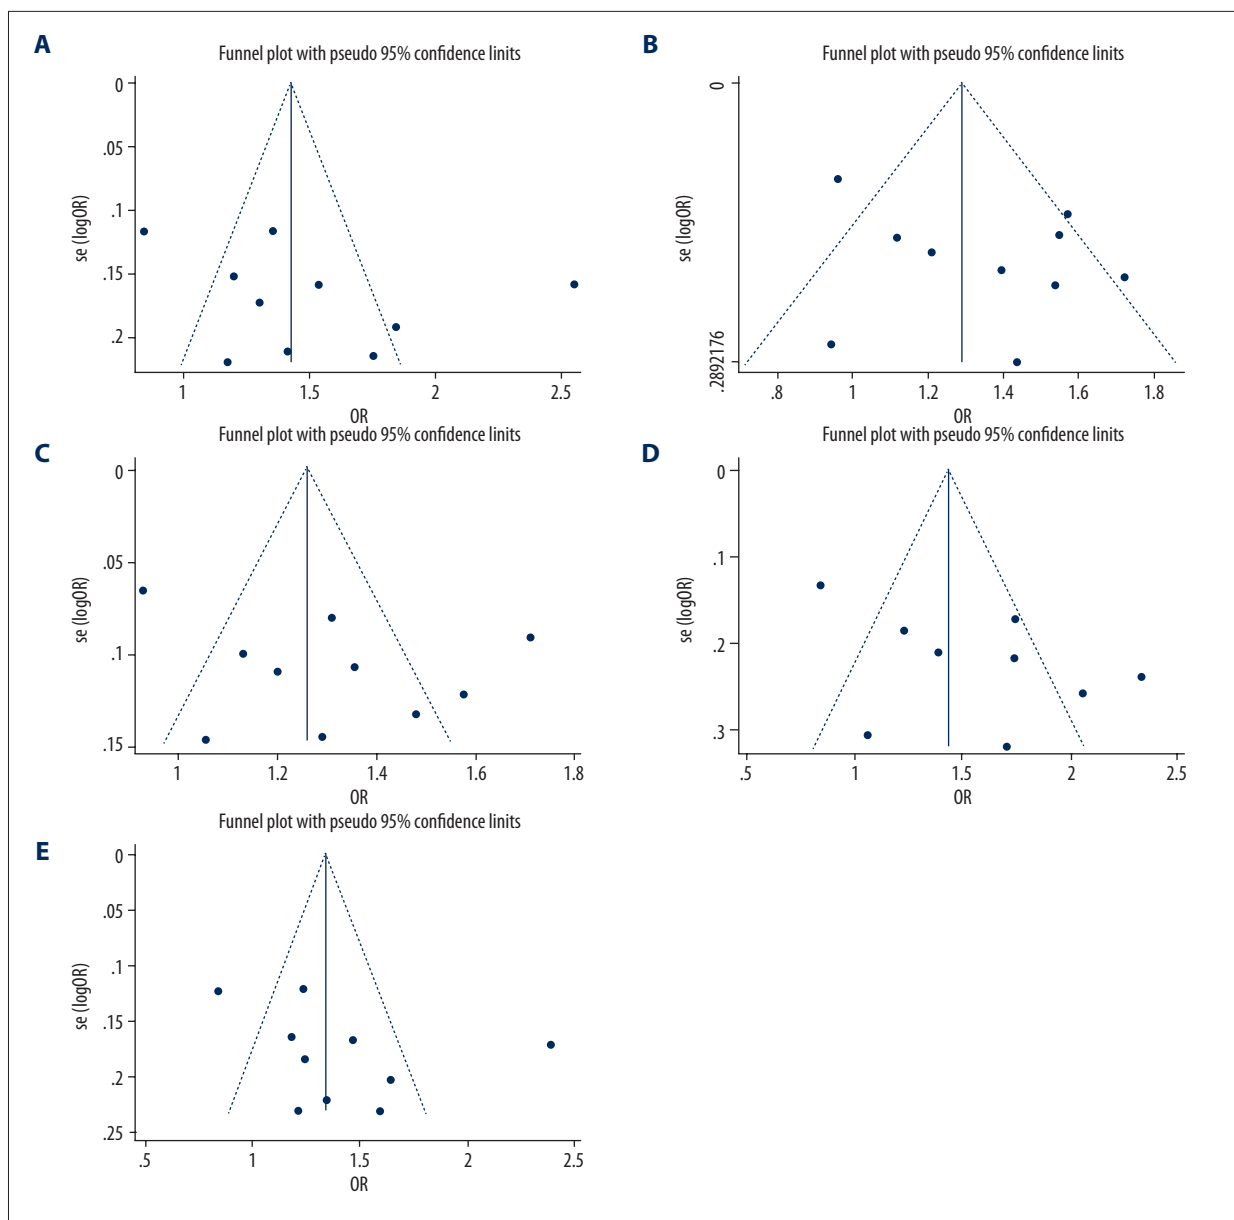 A
Funnel plot with pseudo 95% confidence linits
0
.05
.1
.15
.2
se (logOR)
1
1.5
2
2.5
OR
B
Funnel plot with pseudo 95% confidence linits
0
.2892176
se (logOR)
.8
1
1.2
1.4
1.6
1.8
OR
C
Funnel plot with pseudo 95% confidence linits
0
.05
.1
.15
se (logOR)
1
1.2
1.4
1.6
1.8
OR
D
Funnel plot with pseudo 95% confidence linits
0
.1
.2
.3
se (logOR)
.5
1
1.5
2
2.5
OR
E
Funnel plot with pseudo 95% confidence linits
0
.05
.1
.15
.2
.25
se (logOR)
.5
1
1.5
2
2.5
OR